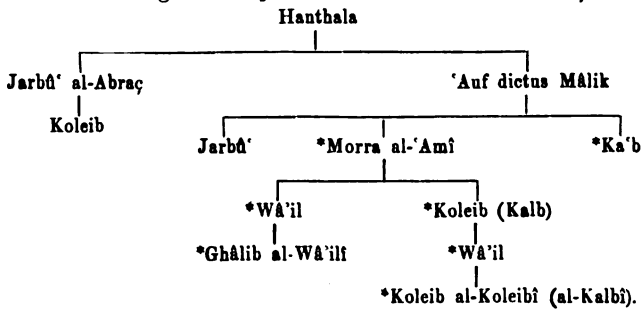 Hanthala
Jarbû‘ al-Abraç ‘Auf dictus Mâlik
Koleib
Jarbû‘ *Morra al-‘Amî *Ka‘b
*Wâ’il *Koleib (Kalb)
*Ghâlib al-Wâ’ilî *Wâ’il
*Koleib al-Koleibî (al-Kalbî).